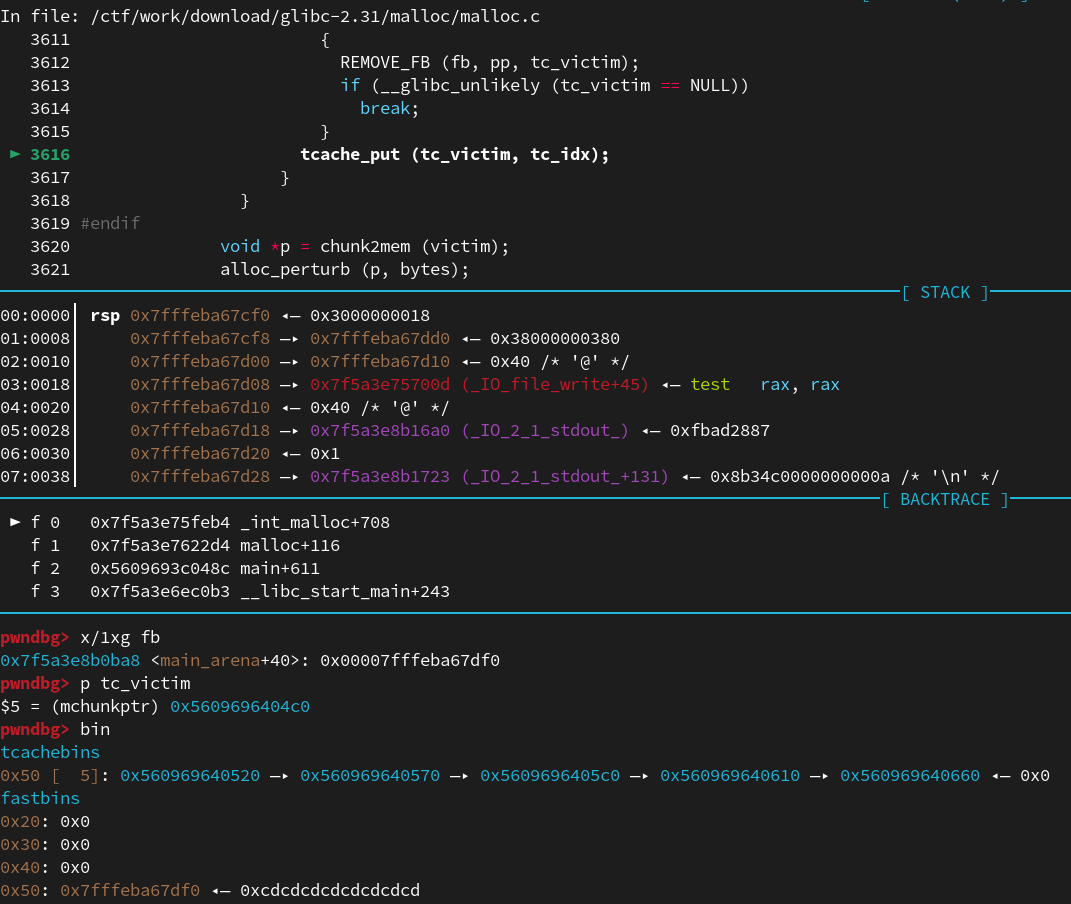 In file: /ctf/work/download/glibc-2.31/malloc/malloc.c
3611 {
3612 REMOVE_FB (fb, pp, tc_victim);
3613 if (__glibc_unlikely (tc_victim == NULL))
3614 break;
3615 }
► 3616 tcache_put (tc_victim, tc_idx);
3617 }
3618 }
3619 #endif
3620 void *p = chunk2mem (victim);
3621 alloc_perturb (p, bytes);
[ STACK ]
00:0000│ rsp 0x7fffeba67cf0 ◂— 0x3000000018
01:0008│ 0x7fffeba67cf8 —▸ 0x7fffeba67dd0 ◂— 0x38000000380
02:0010│ 0x7fffeba67d00 —▸ 0x7fffeba67d10 ◂— 0x40 /* '@' */
03:0018│ 0x7fffeba67d08 —▸ 0x7f5a3e75700d (_IO_file_write+45) ◂— test rax, rax
04:0020│ 0x7fffeba67d10 ◂— 0x40 /* '@' */
05:0028│ 0x7fffeba67d18 —▸ 0x7f5a3e8b16a0 (_IO_2_1_stdout_) ◂— 0xfbad2887
06:0030│ 0x7fffeba67d20 ◂— 0x1
07:0038│ 0x7fffeba67d28 —▸ 0x7f5a3e8b1723 (_IO_2_1_stdout_+131) ◂— 0x8b34c0000000000a /* '\n' */
[ BACKTRACE ]
► f 0 0x7f5a3e75feb4 _int_malloc+708
f 1 0x7f5a3e7622d4 malloc+116
f 2 0x5609693c048c main+611
f 3 0x7f5a3e6ec0b3 __libc_start_main+243
pwndbg> x/1xg fb
0x7f5a3e8b0ba8 <main_arena+40>: 0x00007fffeba67df0
pwndbg> p tc_victim
$5 = (mchunkptr) 0x5609696404c0
pwndbg> bin
tcachebins
0x50 [ 5]: 0x560969640520 —▸ 0x560969640570 —▸ 0x5609696405c0 —▸ 0x560969640610 —▸ 0x560969640660 ◂— 0x0
fastbins
0x20: 0x0
0x30: 0x0
0x40: 0x0
0x50: 0x7fffeba67df0 ◂— 0xcdcdcdcdcdcdcdcd